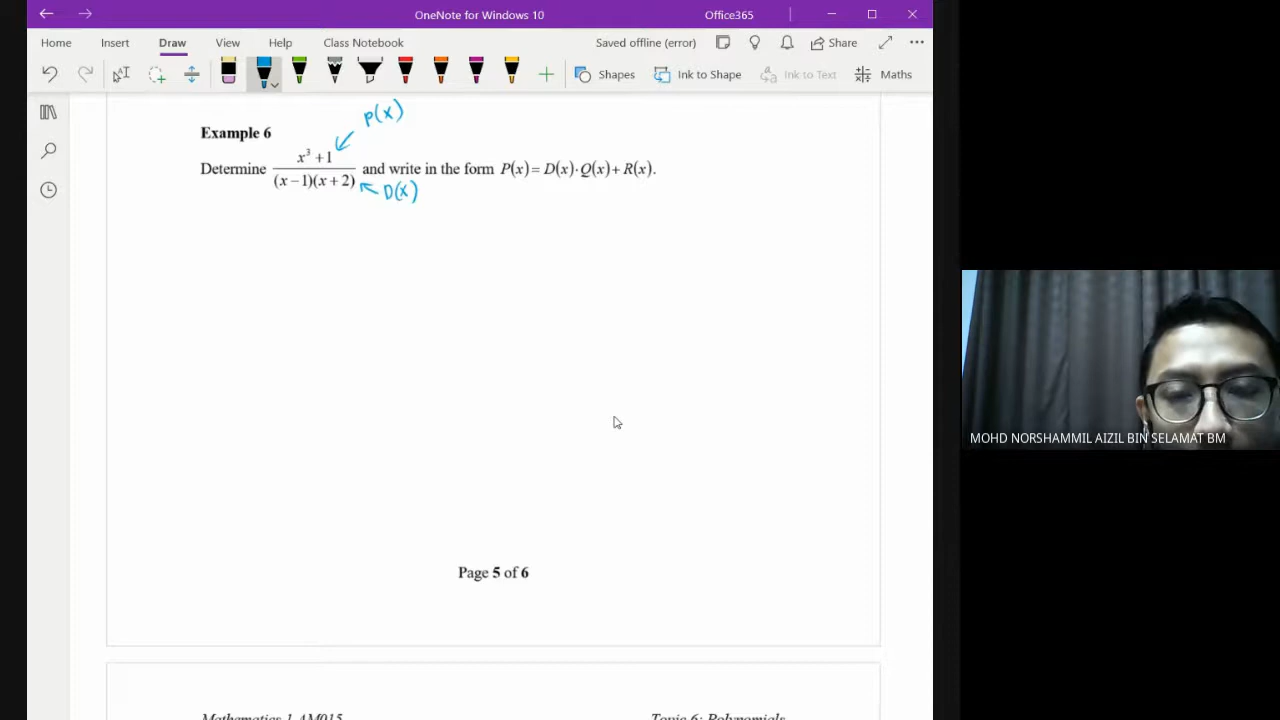 OneNote for Windows 10
Office365
Home Insert Draw View Help Class Notebook
Saved offline (error)
Share
Shapes
Ink to Shape
Ink to Text
Maths
P(x)
Example 6
Determine \frac{x^3+1}{(x-1)(x+2)} and write in the form P(x) = D(x)·Q(x)+ R(x).
D(x)
MOHD NORSHAMMIL AIZIL BIN SELAMAT BM
Page 5 of 6
Mathematics 1 AM015
Topic 6: Polynomials